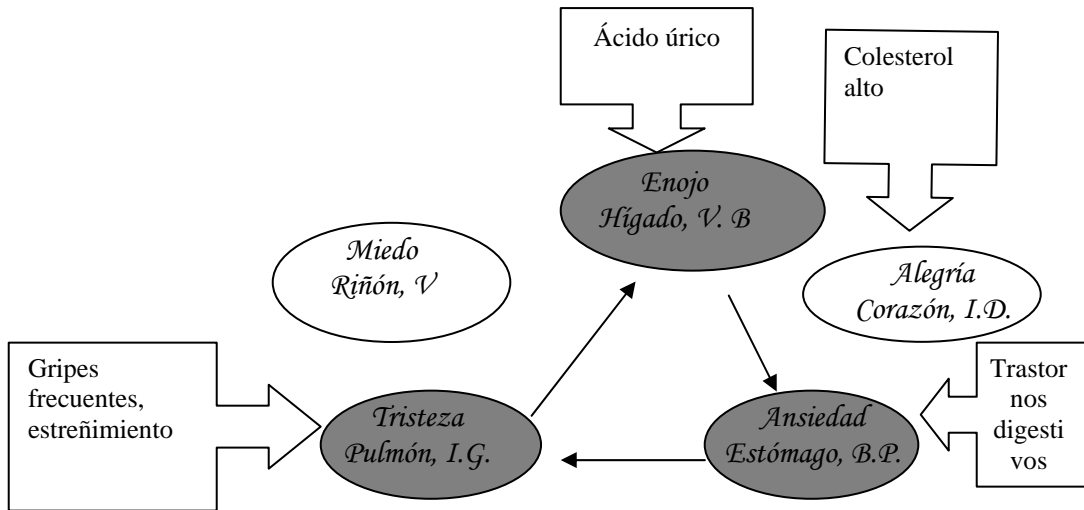 Ácido úrico
Colesterol
alto
Enojo
Hígado, V. B
Miedo
Riñón, V
Alegría
Corazón, I.D.
Gripes
frecuentes,
estreñimiento
Tristeza
Pulmón, I.G.
Ansiedad
Estómago, B.P.
Trastor
nos
digesti
vos